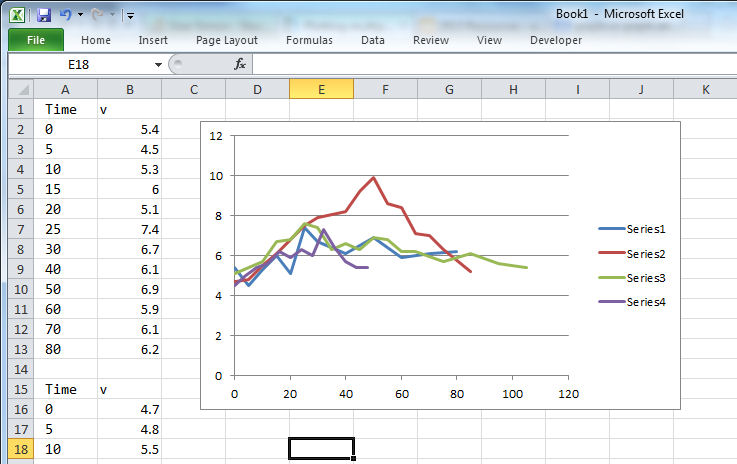 Book1 - Microsoft Excel
File Home Insert Page Layout Formulas Data Review View Developer
E18 fx
A B C D E F G H I J K
1 Time v
2 0 5.4
3 5 4.5
4 10 5.3
5 15 6
6 20 5.1
7 25 7.4
8 30 6.7
9 40 6.1
10 50 6.9
11 60 5.9
12 70 6.1
13 80 6.2
14
15 Time v
16 0 4.7
17 5 4.8
18 10 5.5
12
10
8
6
4
2
0
0 20 40 60 80 100 120
Series1
Series2
Series3
Series4